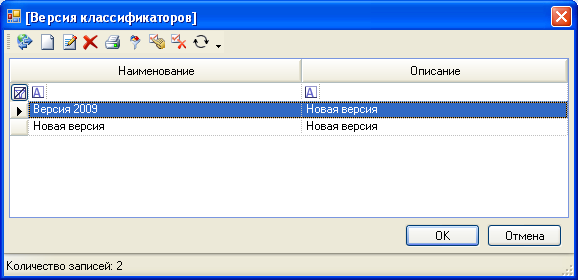 [Версия классификаторов]
Наименование Описание
A A
Версия 2009 Новая версия
Новая версия Новая версия
OK Отмена
Количество записей: 2